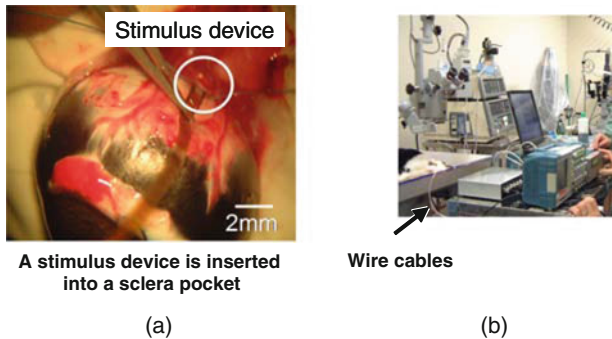 Stimulus device
2mm
A stimulus device is inserted
into a sclera pocket
(a)
Wire cables
(b)